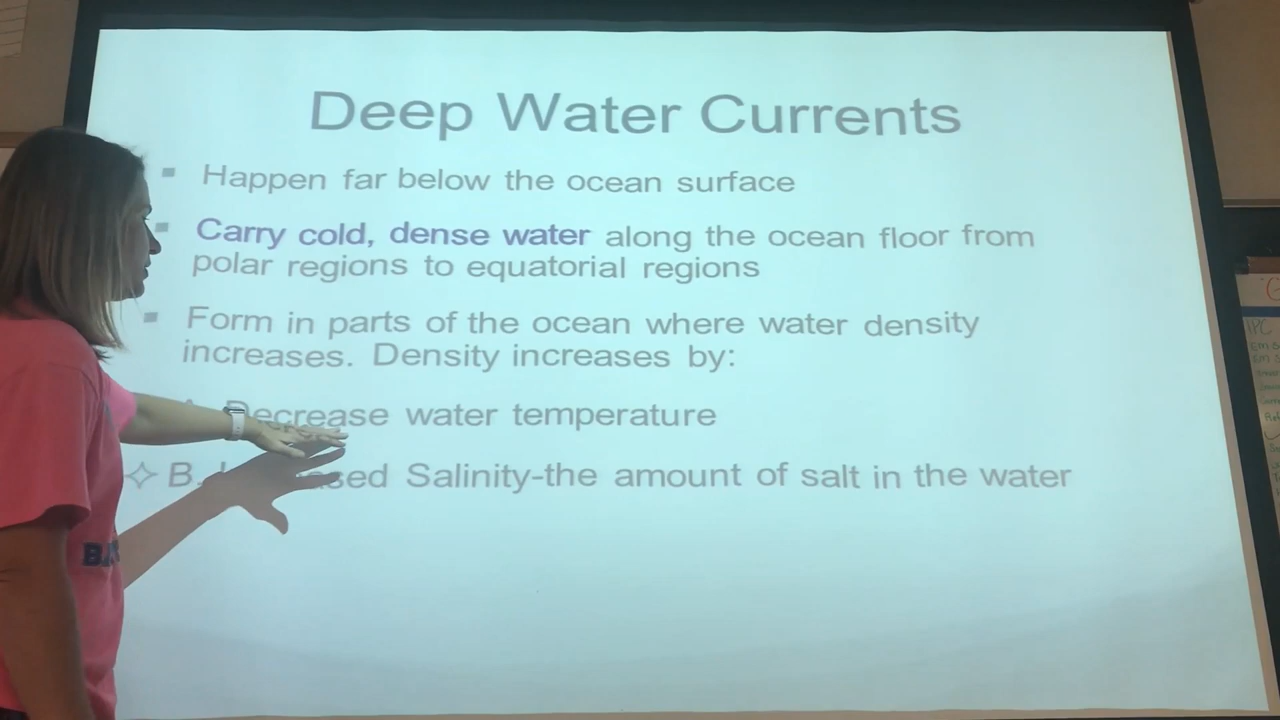 Deep Water Currents
Happen far below the ocean surface
Carry cold, dense water along the ocean floor from
polar regions to equatorial regions
Form in parts of the ocean where water density
increases. Density increases by:
Decrease water temperature
B. Salinity-the amount of salt in the water
IPC